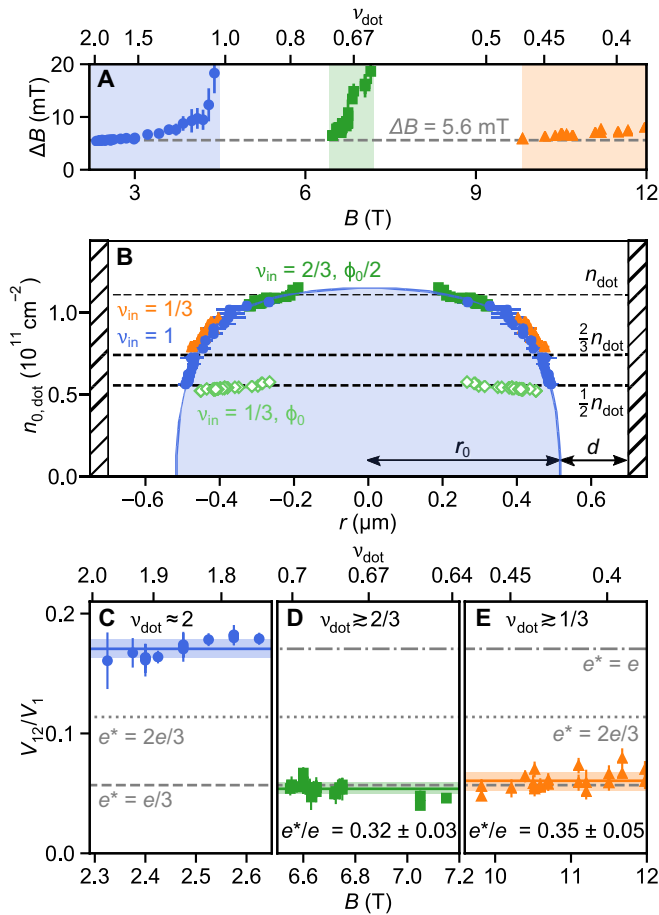 ν_dot
2.0 1.5 1.0 0.8 0.67 0.5 0.45 0.4
A
20
10
0
ΔB (mT)
ΔB = 5.6 mT
3 6 9 12
B (T)
B
ν_in = 2/3, ϕ_0/2
n_dot
ν_in = 1/3
ν_in = 1
2/3 n_dot
1/2 n_dot
ν_in = 1/3, ϕ_0
r_0
d
1.0
0.5
0.0
n_0,dot (10^11 cm^−2)
−0.6 −0.4 −0.2 0.0 0.2 0.4 0.6
r (µm)
ν_dot
2.0 1.9 1.8 0.7 0.67 0.64 0.45 0.4
C ν_dot ≈ 2
D ν_dot ≳ 2/3
E ν_dot ≳ 1/3
0.2
0.1
0.0
V_12/V_1
e* = e
e* = 2e/3
e* = 2e/3
e* = e/3
e*/e = 0.32 ± 0.03
e*/e = 0.35 ± 0.05
2.3 2.4 2.5 2.6 6.6 6.8 7.0 7.2 10 11 12
B (T)